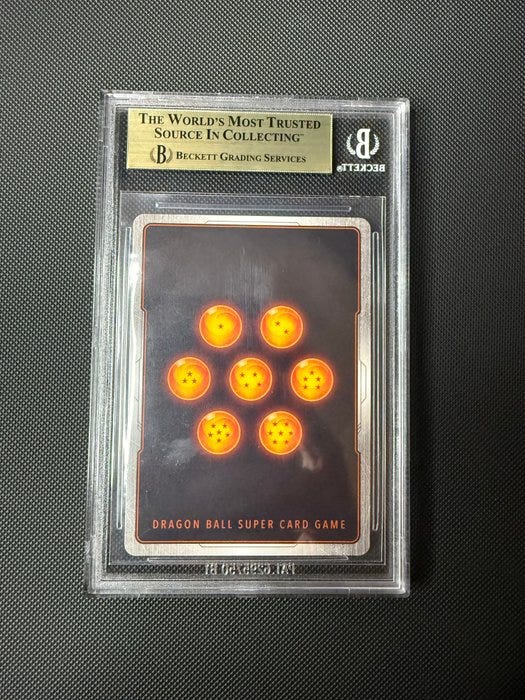 THE WORLD'S MOST TRUSTED
SOURCE IN COLLECTING™
B BECKETT GRADING SERVICES
B
BECKETT®
DRAGON BALL SUPER CARD GAME